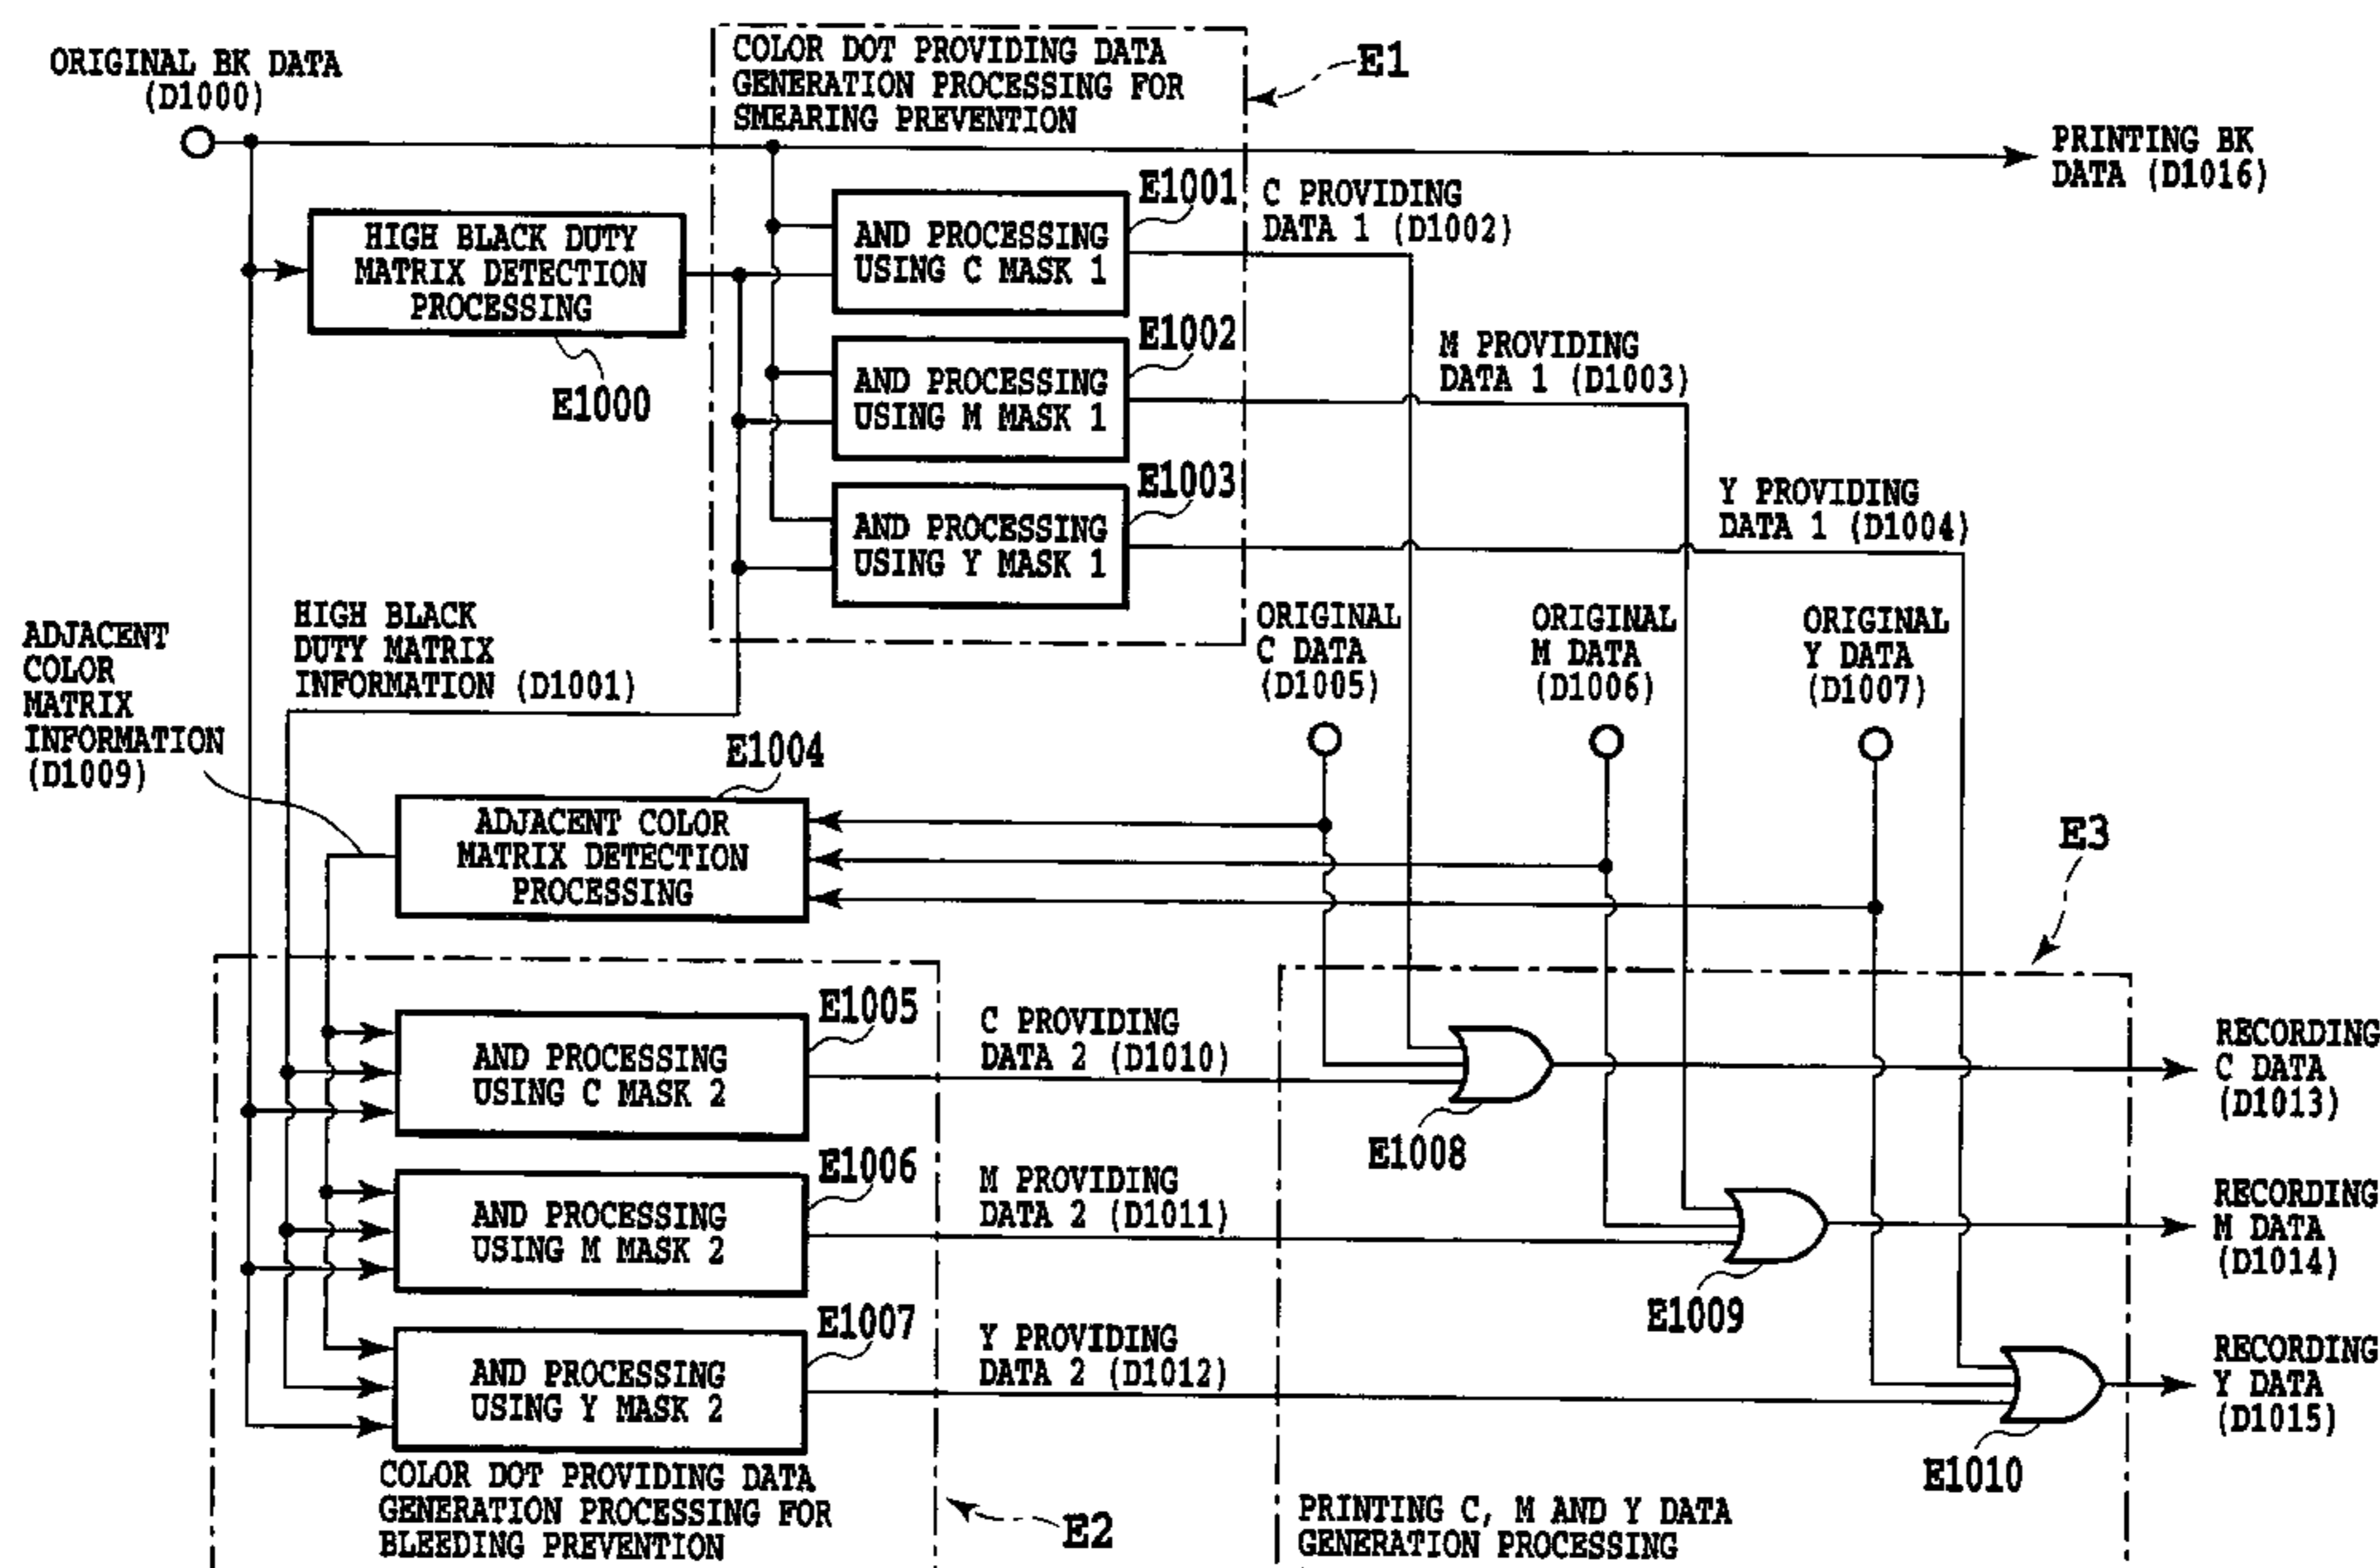 ORIGINAL BK DATA
(D1000)
COLOR DOT PROVIDING DATA
GENERATION PROCESSING FOR
SMEARING PREVENTION
E1
PRINTING BK
DATA (D1016)
HIGH BLACK DUTY
MATRIX DETECTION
PROCESSING
E1000
E1001
AND PROCESSING
USING C MASK 1
C PROVIDING
DATA 1 (D1002)
E1002
AND PROCESSING
USING M MASK 1
M PROVIDING
DATA 1 (D1003)
E1003
AND PROCESSING
USING Y MASK 1
Y PROVIDING
DATA 1 (D1004)
ADJACENT
COLOR
MATRIX
INFORMATION
(D1009)
HIGH BLACK
DUTY MATRIX
INFORMATION (D1001)
ORIGINAL
C DATA
(D1005)
ORIGINAL
M DATA
(D1006)
ORIGINAL
Y DATA
(D1007)
E1004
ADJACENT COLOR
MATRIX DETECTION
PROCESSING
E3
E1005
AND PROCESSING
USING C MASK 2
C PROVIDING
DATA 2 (D1010)
E1008
RECORDING
C DATA
(D1013)
E1006
AND PROCESSING
USING M MASK 2
M PROVIDING
DATA 2 (D1011)
E1009
RECORDING
M DATA
(D1014)
E1007
AND PROCESSING
USING Y MASK 2
Y PROVIDING
DATA 2 (D1012)
E1010
RECORDING
Y DATA
(D1015)
COLOR DOT PROVIDING DATA
GENERATION PROCESSING FOR
BLEEDING PREVENTION
E2
PRINTING C, M AND Y DATA
GENERATION PROCESSING